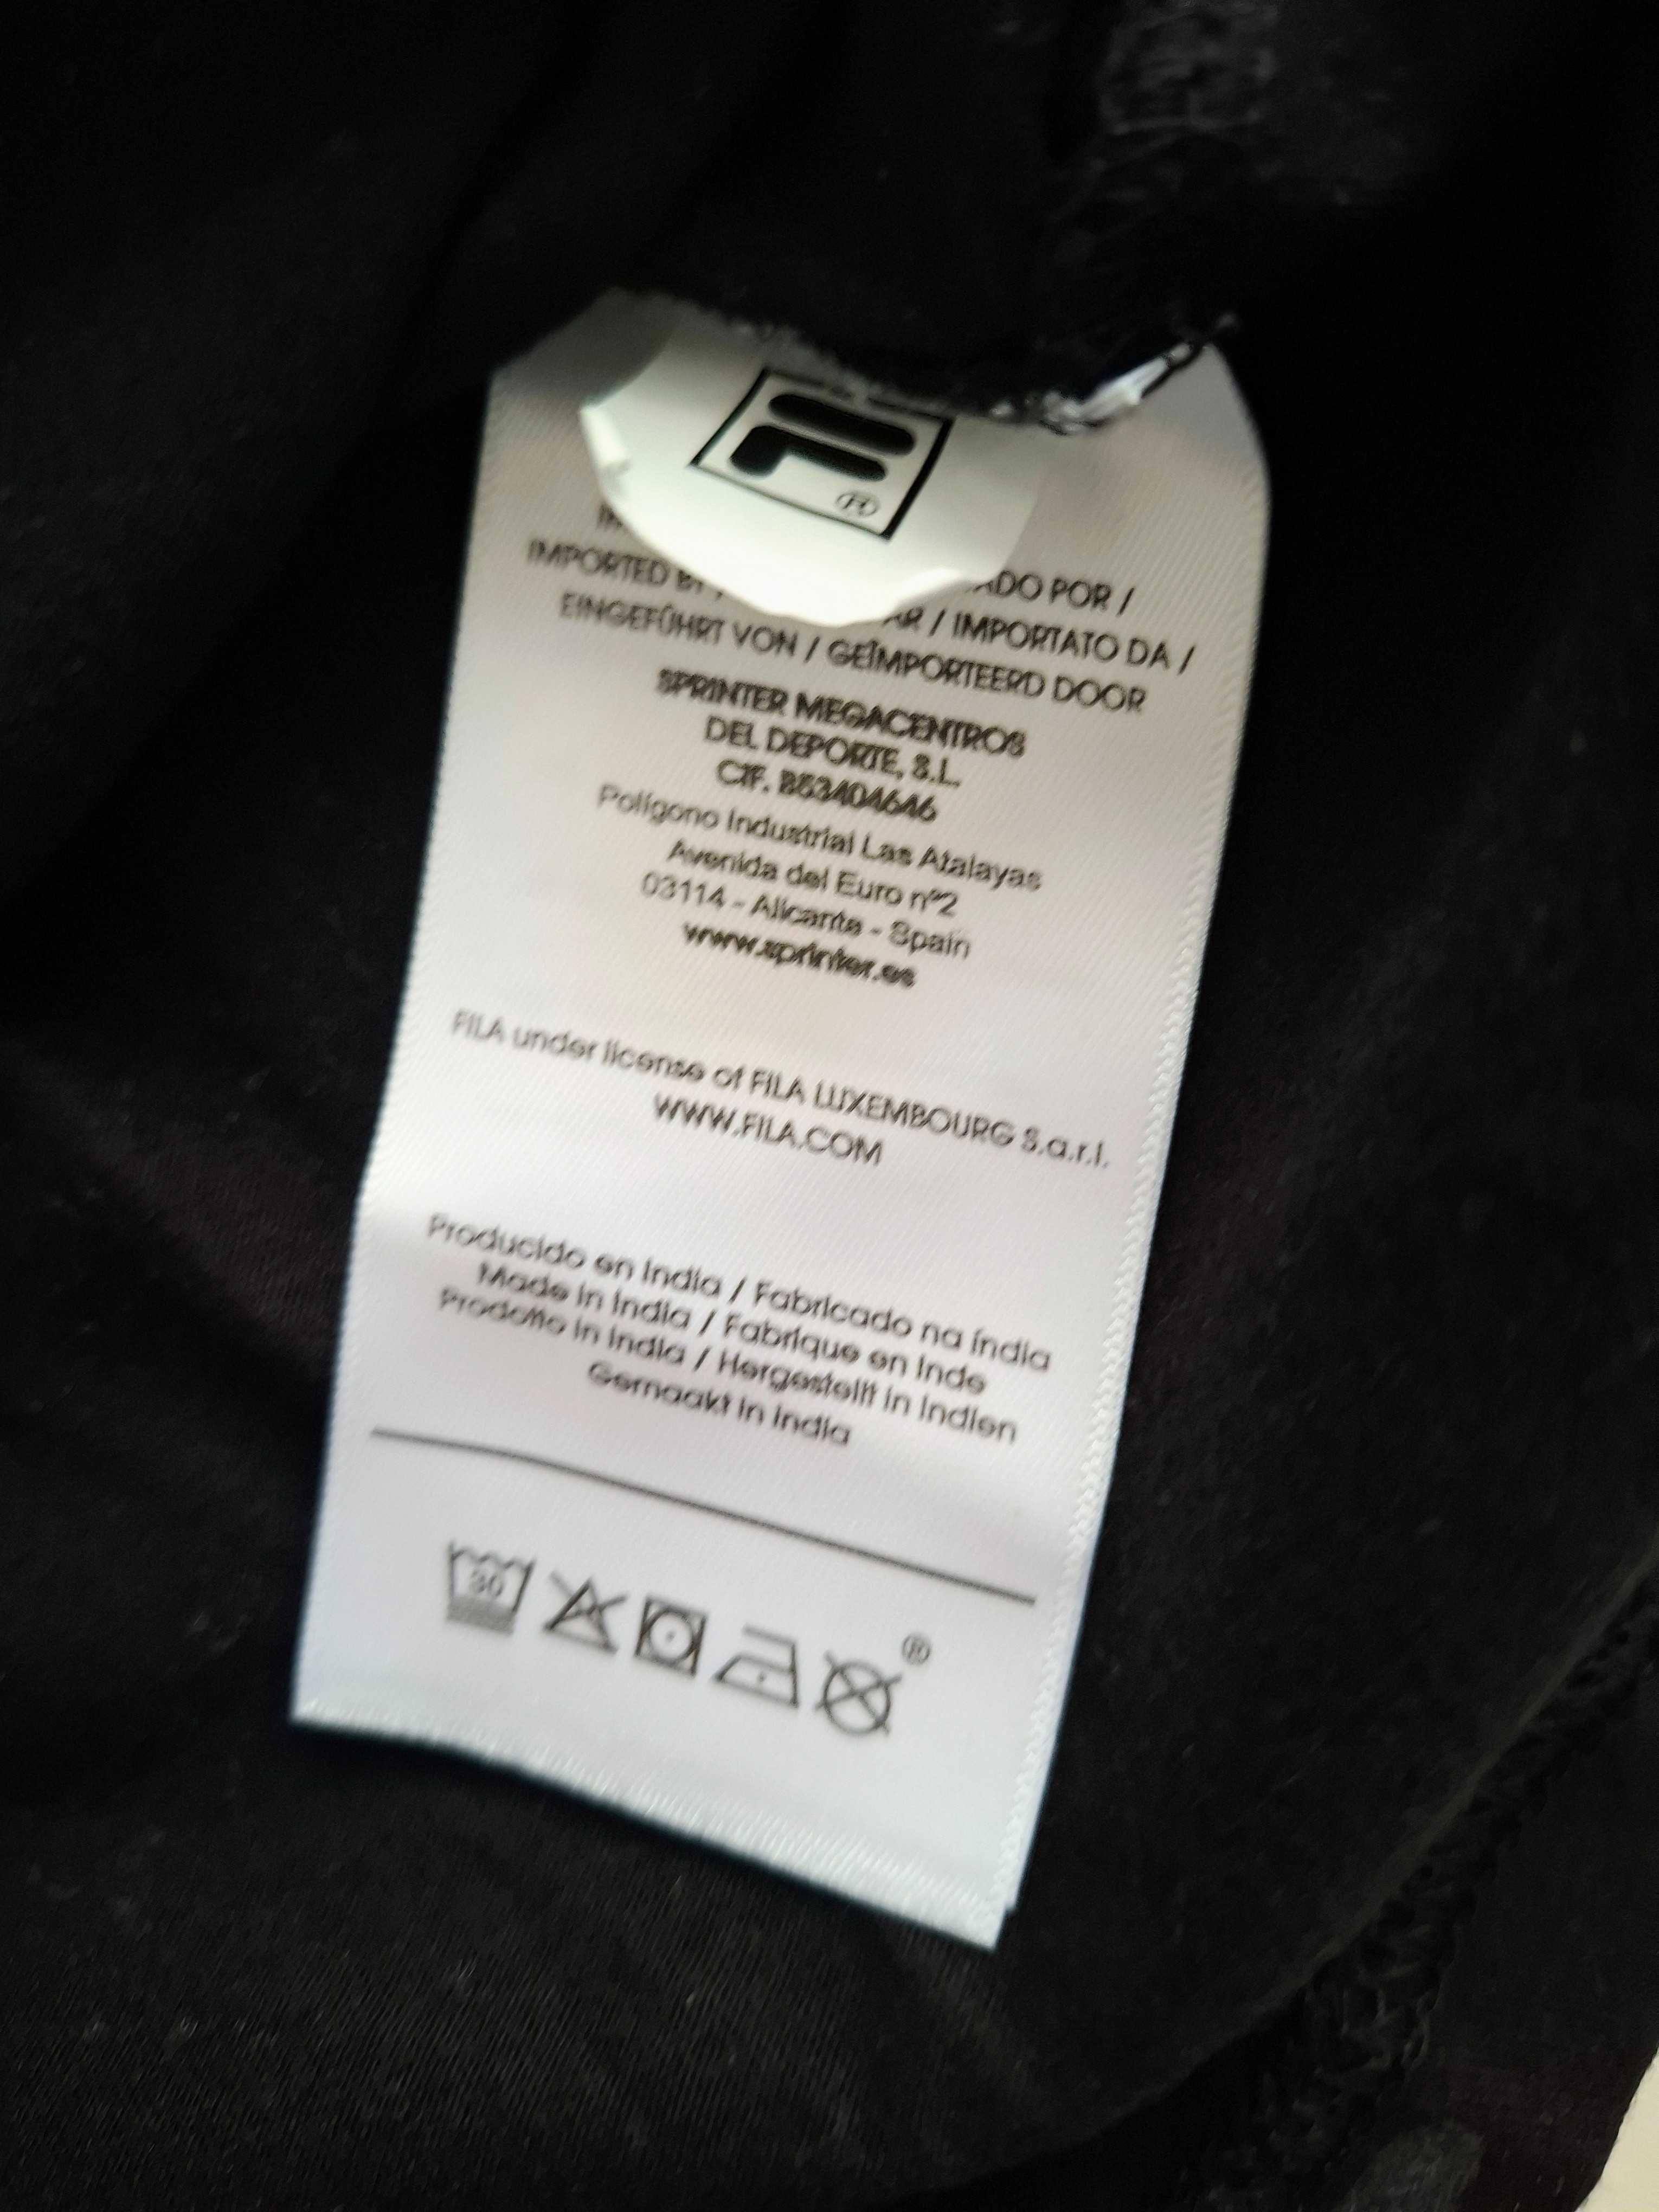 F
®
ADO POR /
IMPORTED BY / AR / IMPORTATO DA /
EINGEFÜHRT VON / GEÏMPORTEERD DOOR
SPRINTER MEGACENTROS
DEL DEPORTE, S.L.
CIF. B53404646
Polígono Industrial Las Atalayas
Avenida del Euro nº2
03114 - Alicante - Spain
www.sprinter.es
FILA under license of FILA LUXEMBOURG S.a.r.l.
WWW.FILA.COM
Producido en India / Fabricado na Índia
Made in India / Fabrique en Inde
Prodotto in India / Hergestellt in Indien
Gemaakt in India
30
®